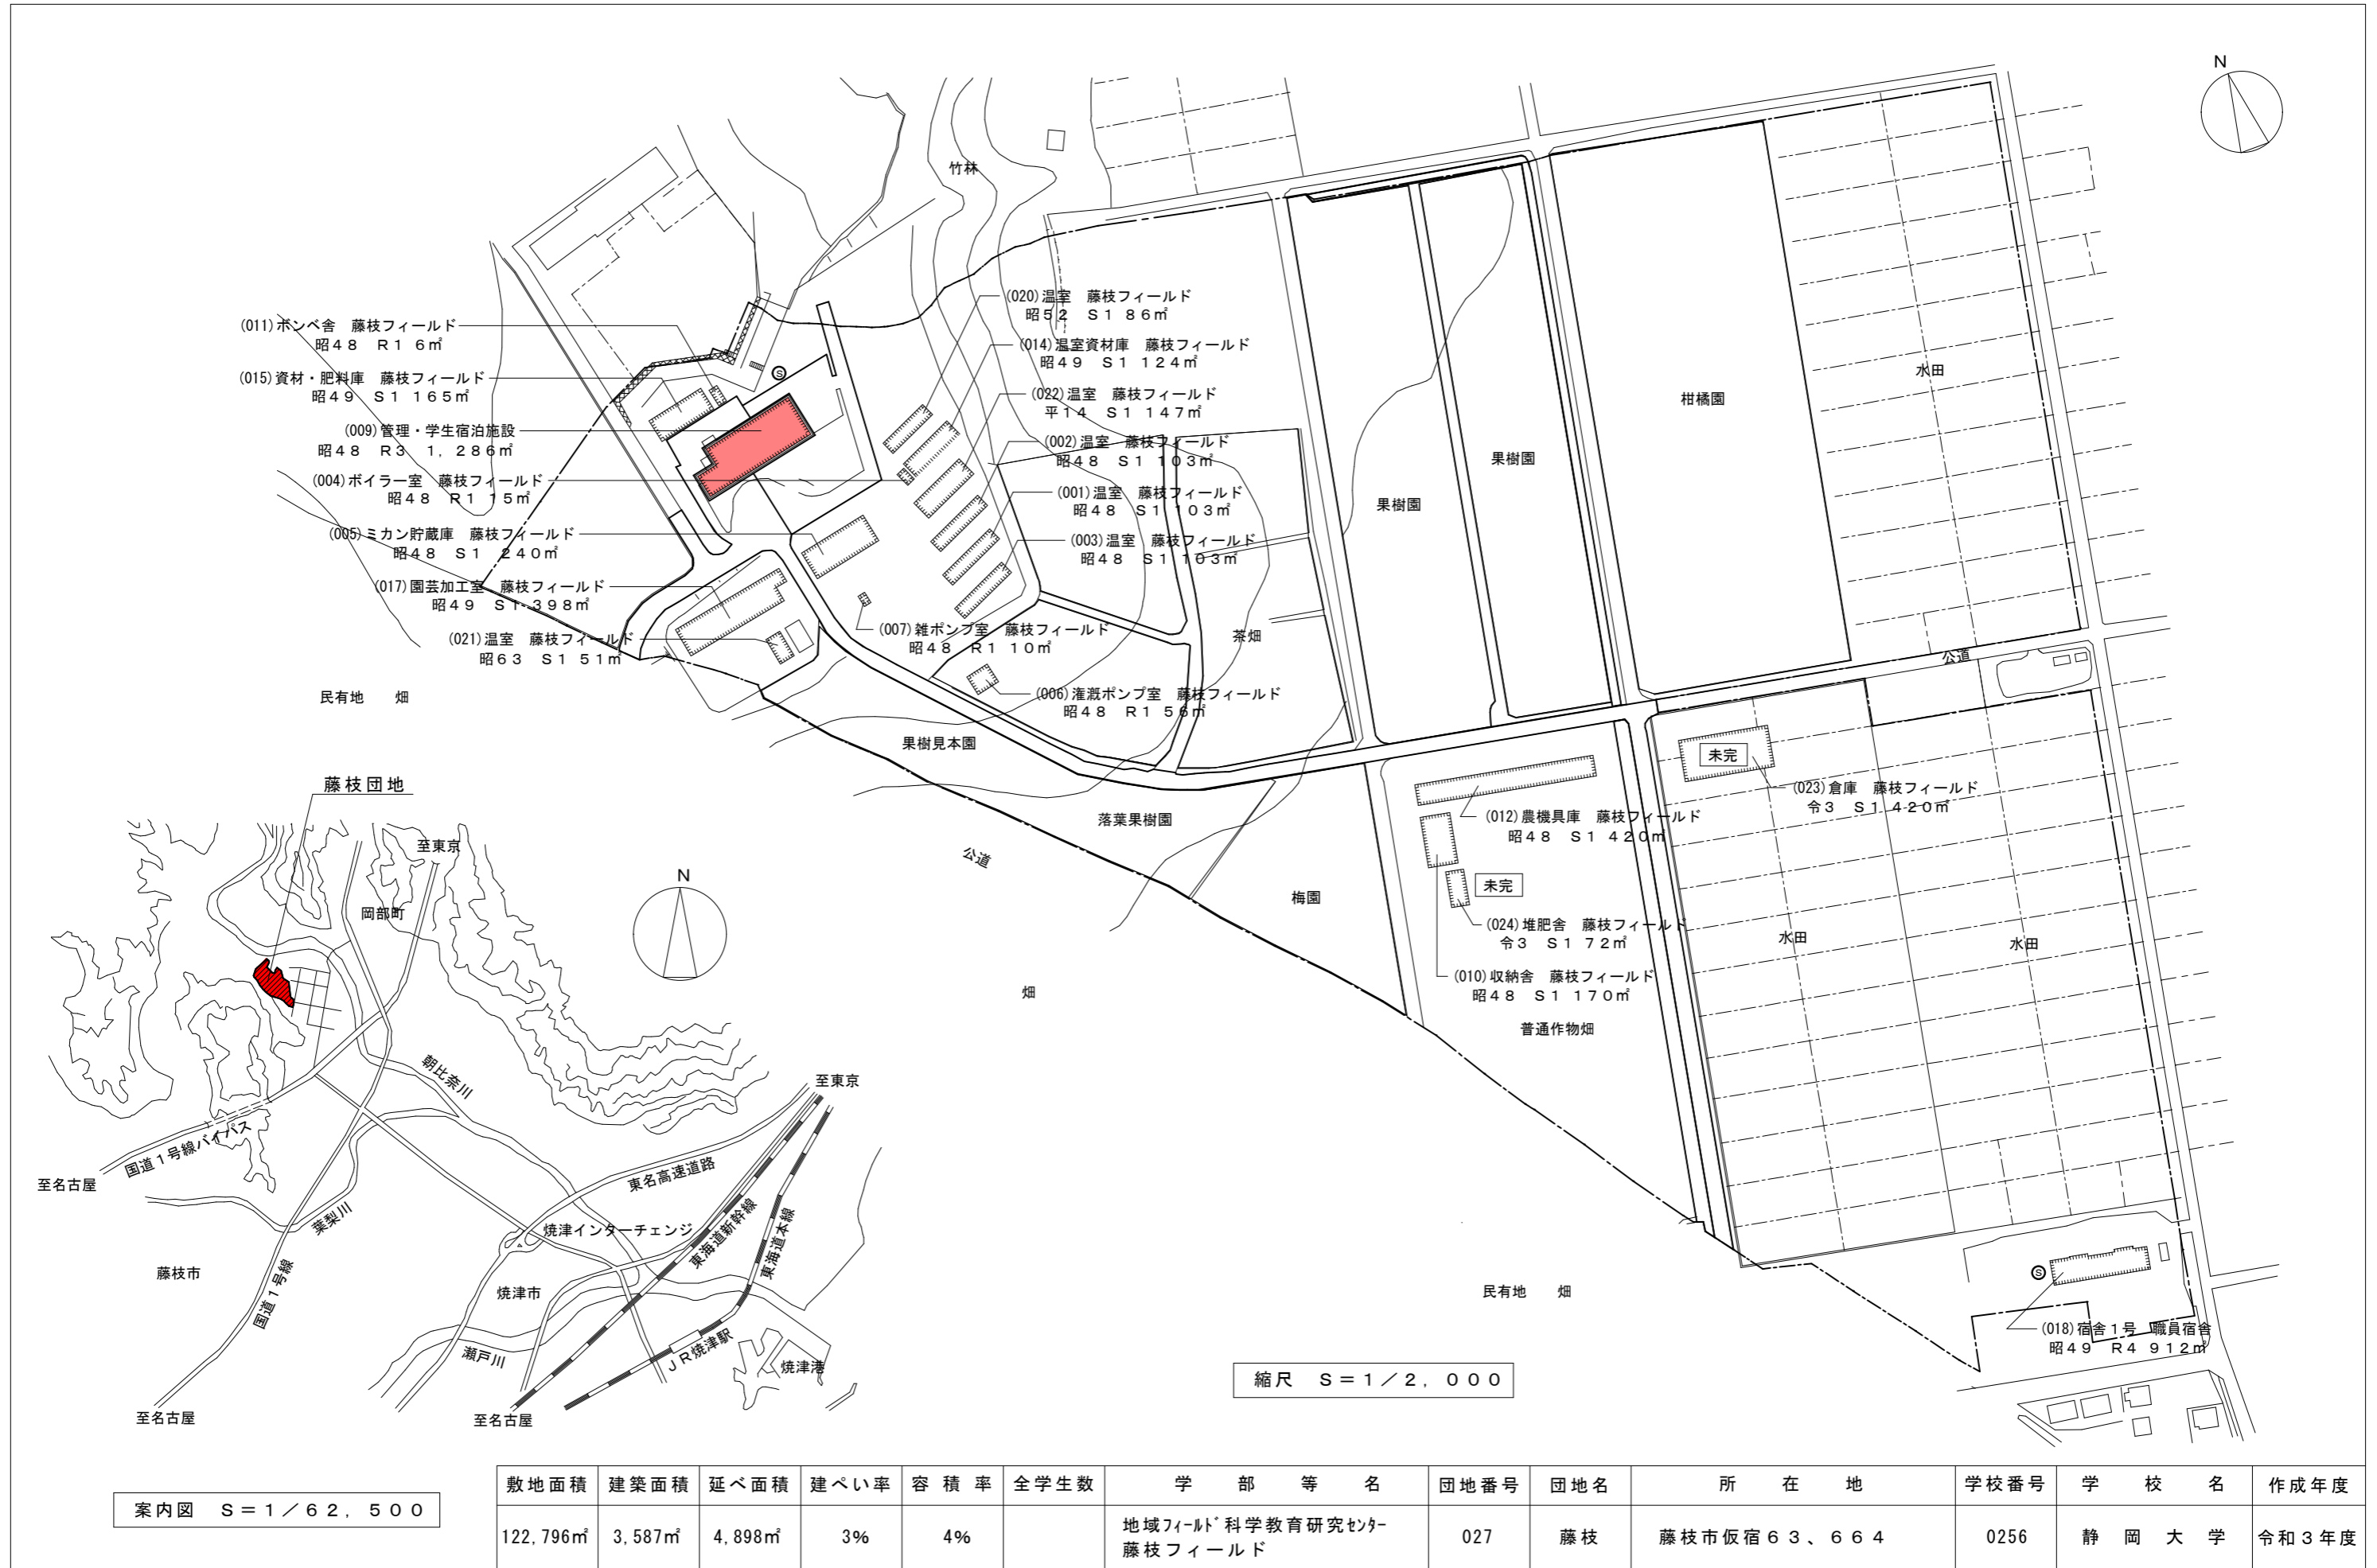 N
竹林
(011)ボンベ舎　藤枝フィールド
昭４８　Ｒ１ ６㎡
(015)資材・肥料庫　藤枝フィールド
昭４９　Ｓ１ １６５㎡
(009)管理・学生宿泊施設
昭４８　Ｒ３　１，２８６㎡
(004)ボイラー室　藤枝フィールド
昭４８　Ｒ１ １５㎡
(005)ミカン貯蔵庫　藤枝フィールド
昭４８　Ｓ１　２４０㎡
(017)園芸加工室　藤枝フィールド
昭４９　Ｓ１ ３９８㎡
(021)温室　藤枝フィールド
昭６３　Ｓ１ ５１㎡
Ⓢ
(020)温室　藤枝フィールド
昭５２　Ｓ１ ８６㎡
(014)温室資材庫　藤枝フィールド
昭４９　Ｓ１ １２４㎡
(022)温室　藤枝フィールド
平１４　Ｓ１ １４７㎡
(002)温室　藤枝フィールド
昭４８　Ｓ１ １０３㎡
(001)温室　藤枝フィールド
昭４８　Ｓ１ １０３㎡
(003)温室　藤枝フィールド
昭４８　Ｓ１ １０３㎡
(007)雑ポンプ室　藤枝フィールド
昭４８　Ｒ１ １０㎡
(006)潅漑ポンプ室　藤枝フィールド
昭４８　Ｒ１ ５６㎡
茶畑
果樹園
果樹園
柑橘園
水田
公道
民有地　　畑
果樹見本園
落葉果樹園
公道
畑
梅園
未完
(023)倉庫　藤枝フィールド
令３　Ｓ１ ４２０㎡
(012)農機具庫　藤枝フィールド
昭４８　Ｓ１ ４２０㎡
未完
(024)堆肥舎　藤枝フィールド
令３　Ｓ１ ７２㎡
(010)収納舎　藤枝フィールド
昭４８　Ｓ１ １７０㎡
普通作物畑
水田
水田
民有地　　畑
Ⓢ
(018)宿舎１号　職員宿舎
昭４９　Ｒ４ ９１２㎡
縮尺　Ｓ＝１／２，０００
藤枝団地
至東京
岡部町
N
朝比奈川
至東京
国道１号線バイパス
至名古屋
東名高速道路
葉梨川
焼津インターチェンジ
東海道新幹線
東海道本線
藤枝市
国道１号線
焼津市
瀬戸川
ＪＲ焼津駅
焼津港
至名古屋
至名古屋
案内図　Ｓ＝１／６２，５００
敷地面積 建築面積 延べ面積 建ぺい率 容積率 全学生数 学部等名 団地番号 団地名 所在地 学校番号 学校名 作成年度
122,796㎡ 3,587㎡ 4,898㎡ 3% 4% 地域ﾌｨｰﾙﾄﾞ科学教育研究ｾﾝﾀｰ 027 藤枝 藤枝市仮宿６３、６６４ 0256 静岡大学 令和３年度
藤枝フィールド